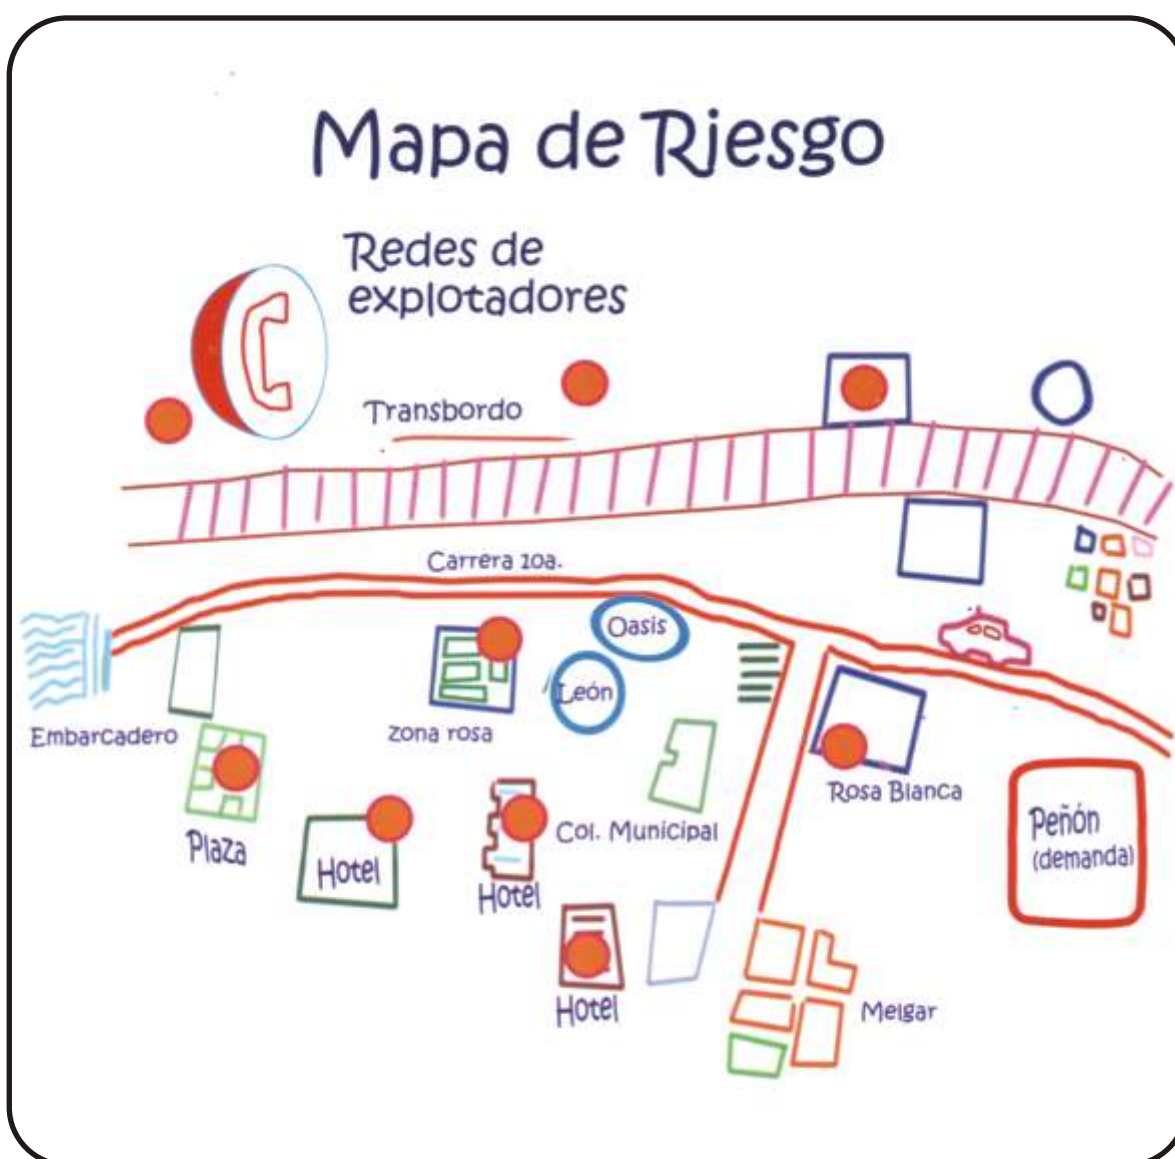 Mapa de Riesgo
Redes de
explotadores
Transbordo
Carrera 10a.
Oasis
León
Embarcadero
zona rosa
Plaza
Hotel
Hotel
Col. Municipal
Rosa Blanca
Peñón
(demanda)
Hotel
Melgar